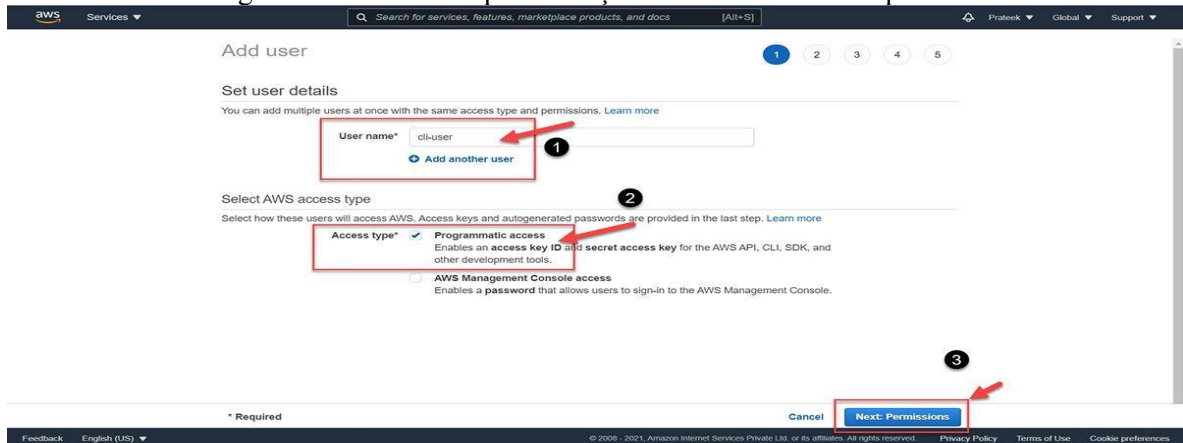 aws Services ▼ Search for services, features, marketplace products, and docs [Alt+S] Prateek ▼ Global ▼ Support ▼
Add user 1 2 3 4 5
Set user details
You can add multiple users at once with the same access type and permissions. Learn more
User name* cli-user
1
Add another user
Select AWS access type
2
Select how these users will access AWS. Access keys and autogenerated passwords are provided in the last step. Learn more
Access type* Programmatic access
Enables an access key ID and secret access key for the AWS API, CLI, SDK, and
other development tools.
AWS Management Console access
Enables a password that allows users to sign-in to the AWS Management Console.
3
* Required Cancel Next: Permissions
Feedback English (US) ▼ © 2008 - 2021, Amazon Internet Services Private Ltd. or its affiliates. All rights reserved. Privacy Policy Terms of Use Cookie preferences